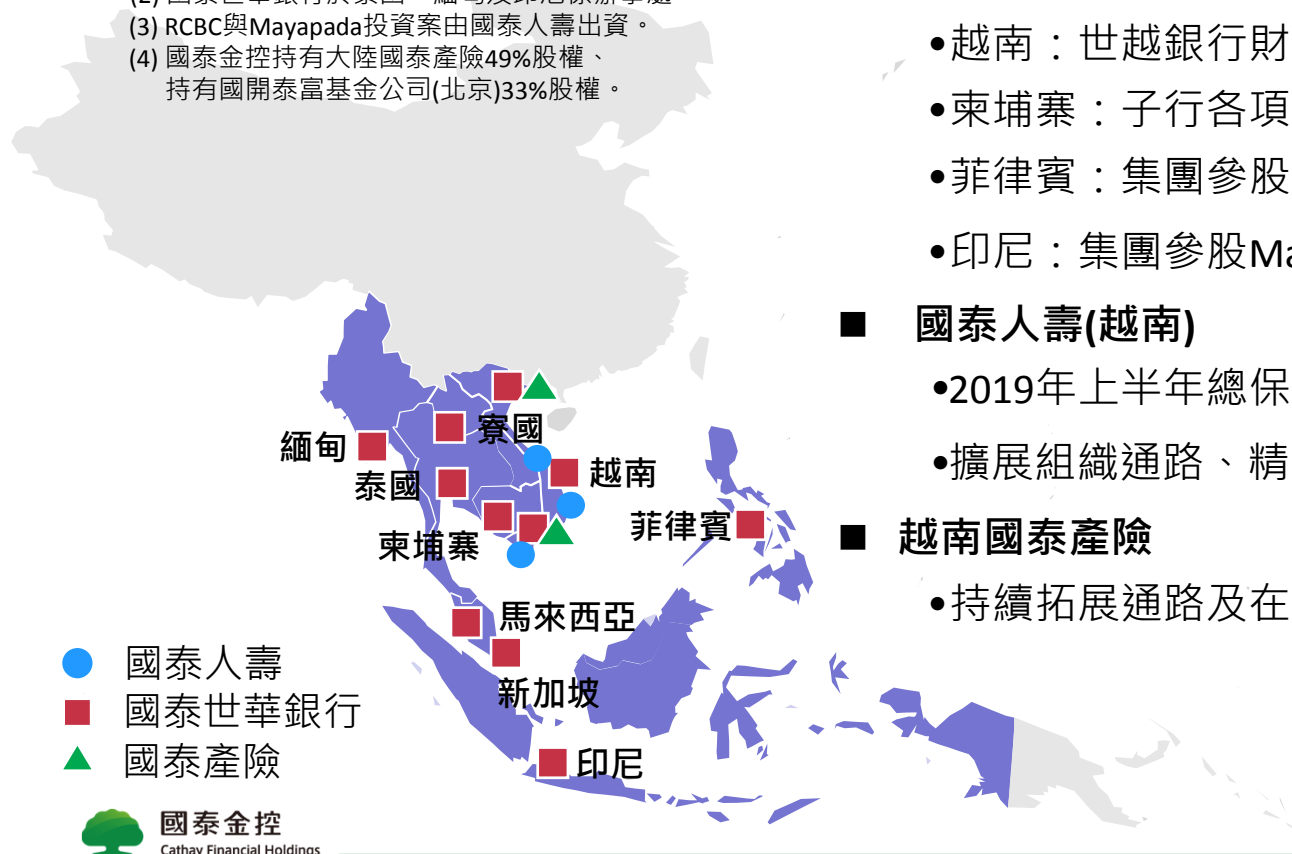 (3) RCBC與Mayapada投資案由國泰人壽出資。
(4) 國泰金控持有大陸國泰產險49%股權、
持有國開泰富基金公司(北京)33%股權。
•越南：世越銀行財
•柬埔寨：子行各項
•菲律賓：集團參股
•印尼：集團參股Ma
■ 國泰人壽(越南)
•2019年上半年總保
•擴展組織通路、精
■ 越南國泰產險
•持續拓展通路及在
緬甸
寮國
泰國
越南
柬埔寨
菲律賓
馬來西亞
新加坡
印尼
國泰人壽
國泰世華銀行
國泰產險
國泰金控
Cathay Financial Holdings